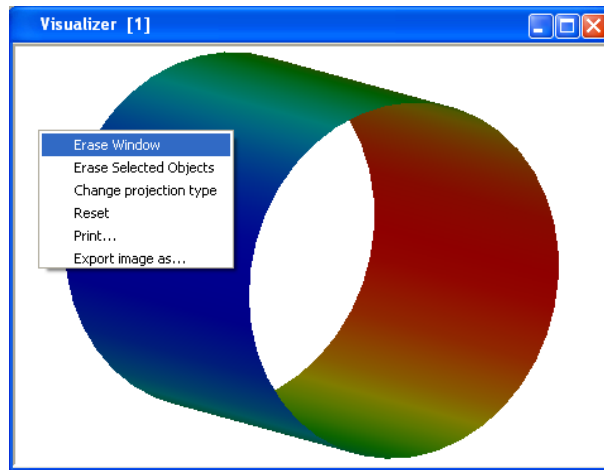 Visualizer [1]
Erase Window
Erase Selected Objects
Change projection type
Reset
Print...
Export image as...